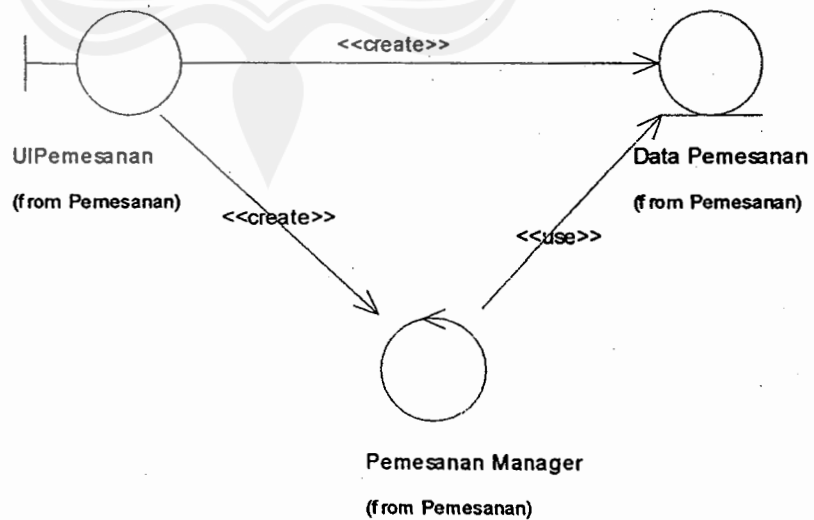 <<create>>
UIPemesanan
(from Pemesanan)
Data Pemesanan
(from Pemesanan)
<<create>>
<<use>>
Pemesanan Manager
(from Pemesanan)